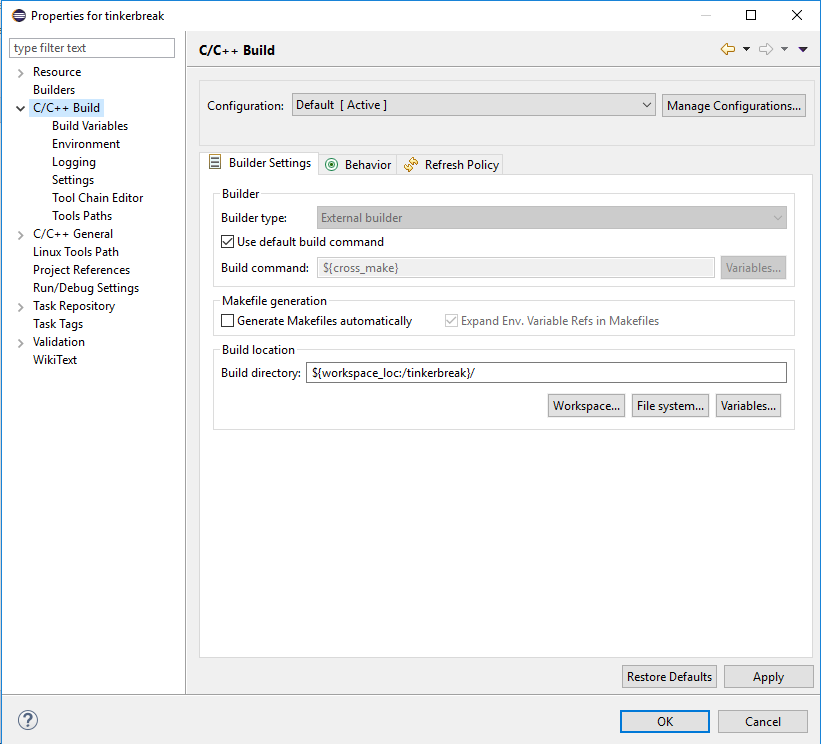 Properties for tinkerbreak
type filter text
Resource
Builders
C/C++ Build
Build Variables
Environment
Logging
Settings
Tool Chain Editor
Tools Paths
C/C++ General
Linux Tools Path
Project References
Run/Debug Settings
Task Repository
Task Tags
Validation
WikiText
C/C++ Build
Configuration: Default [ Active ] Manage Configurations...
Builder Settings Behavior Refresh Policy
Builder
Builder type: External builder
Use default build command
Build command: ${cross_make} Variables...
Makefile generation
Generate Makefiles automatically Expand Env. Variable Refs in Makefiles
Build location
Build directory: ${workspace_loc:/tinkerbreak}/
Workspace... File system... Variables...
Restore Defaults Apply
? OK Cancel